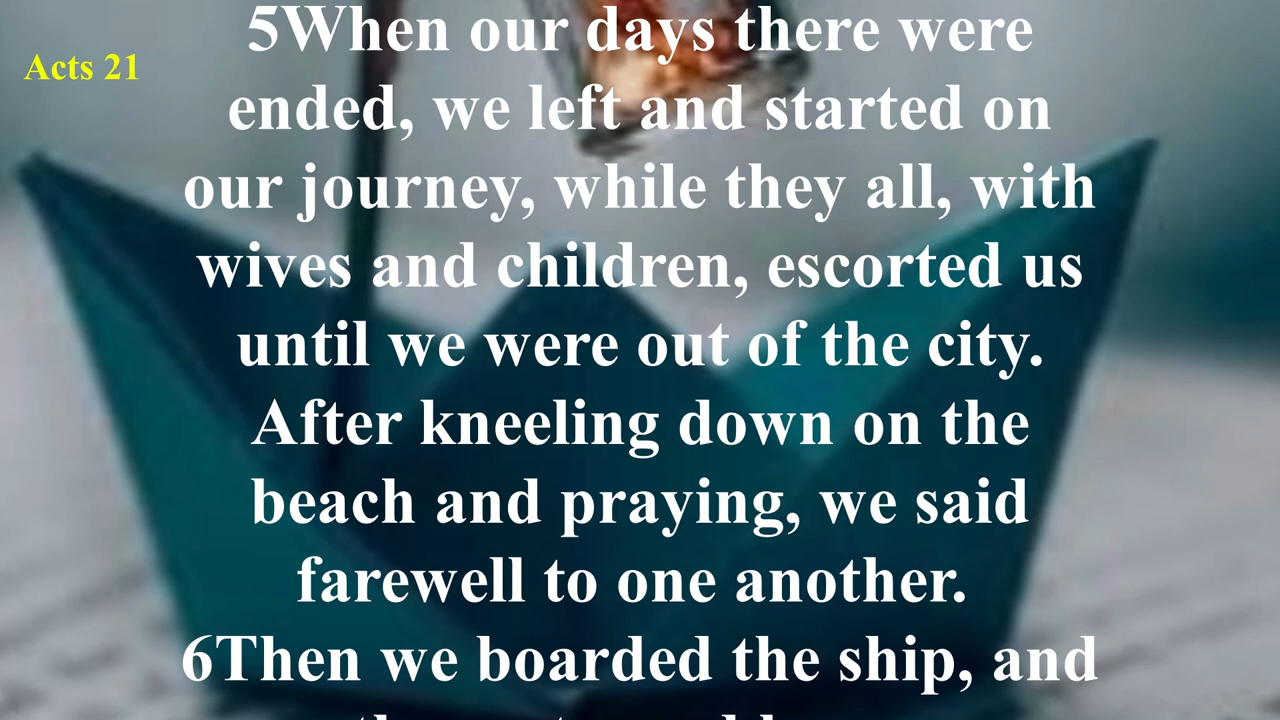 Acts 21
5When our days there were
ended, we left and started on
our journey, while they all, with
wives and children, escorted us
until we were out of the city.
After kneeling down on the
beach and praying, we said
farewell to one another.
6Then we boarded the ship, and